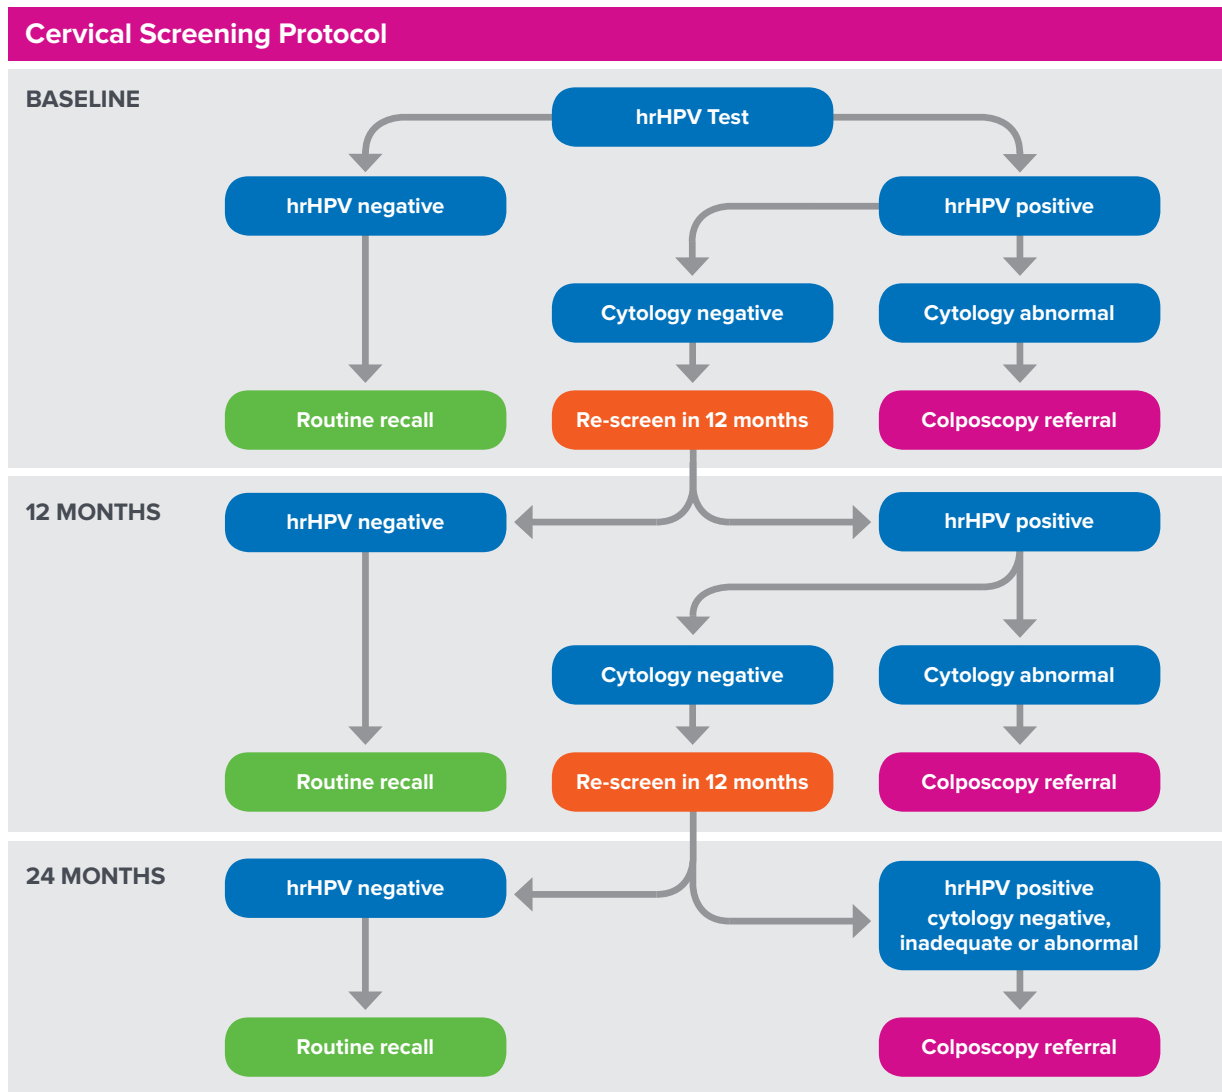 Cervical Screening Protocol
BASELINE
hrHPV Test
hrHPV negative
hrHPV positive
Cytology negative
Cytology abnormal
Routine recall
Re-screen in 12 months
Colposcopy referral
12 MONTHS
hrHPV negative
hrHPV positive
Cytology negative
Cytology abnormal
Routine recall
Re-screen in 12 months
Colposcopy referral
24 MONTHS
hrHPV negative
hrHPV positive
cytology negative,
inadequate or abnormal
Routine recall
Colposcopy referral